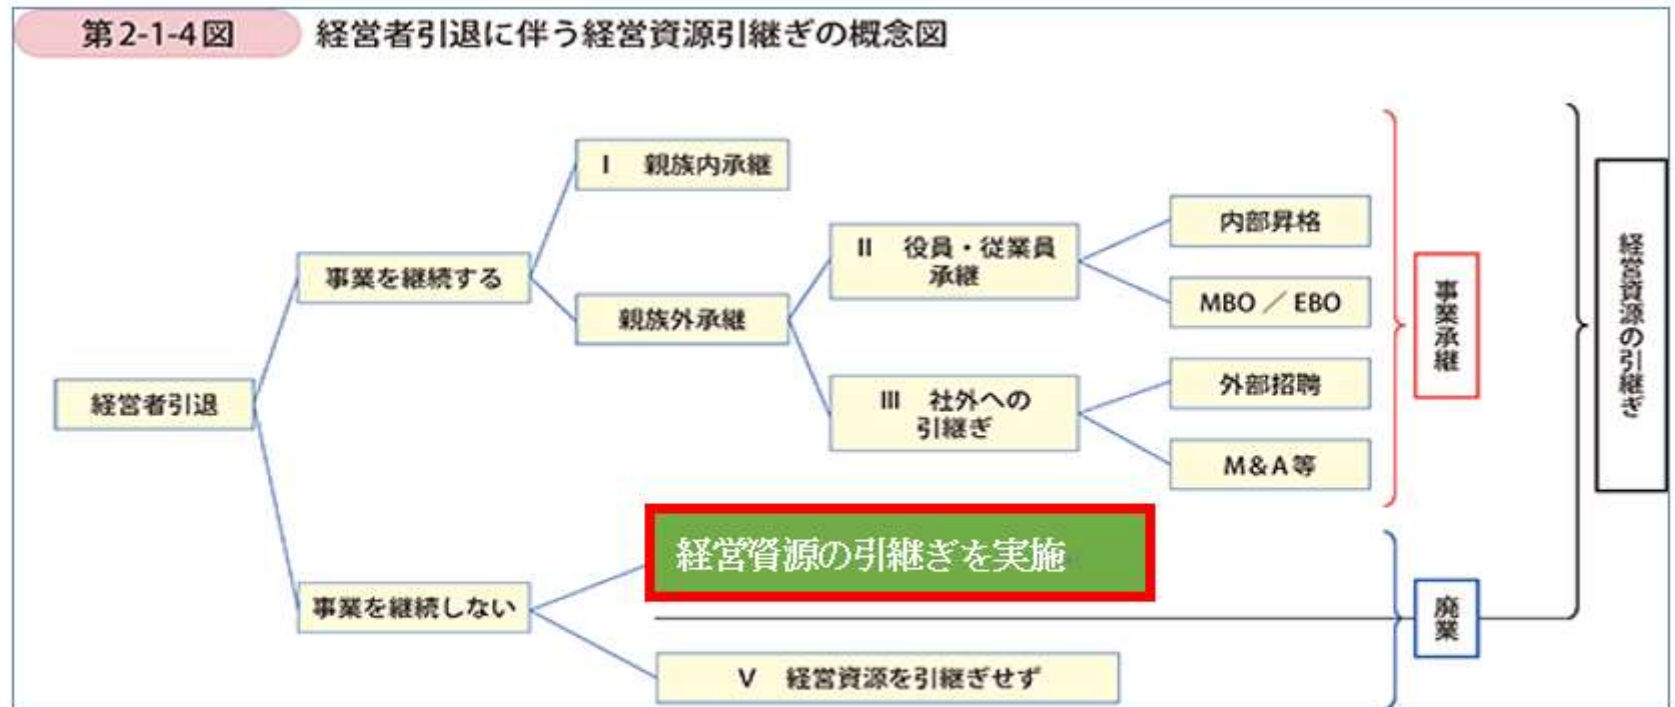 第2-1-4図 経営者引退に伴う経営資源引継ぎの概念図
Ⅰ 親族内承継
内部昇格
Ⅱ 役員・従業員
承継
事業を継続する
MBO／EBO
親族外承継
事業承継
経営資源の引継ぎ
外部招聘
Ⅲ 社外への
引継ぎ
経営者引退
M&A等
経営資源の引継ぎを実施
事業を継続しない
廃業
Ⅴ 経営資源を引継ぎせず